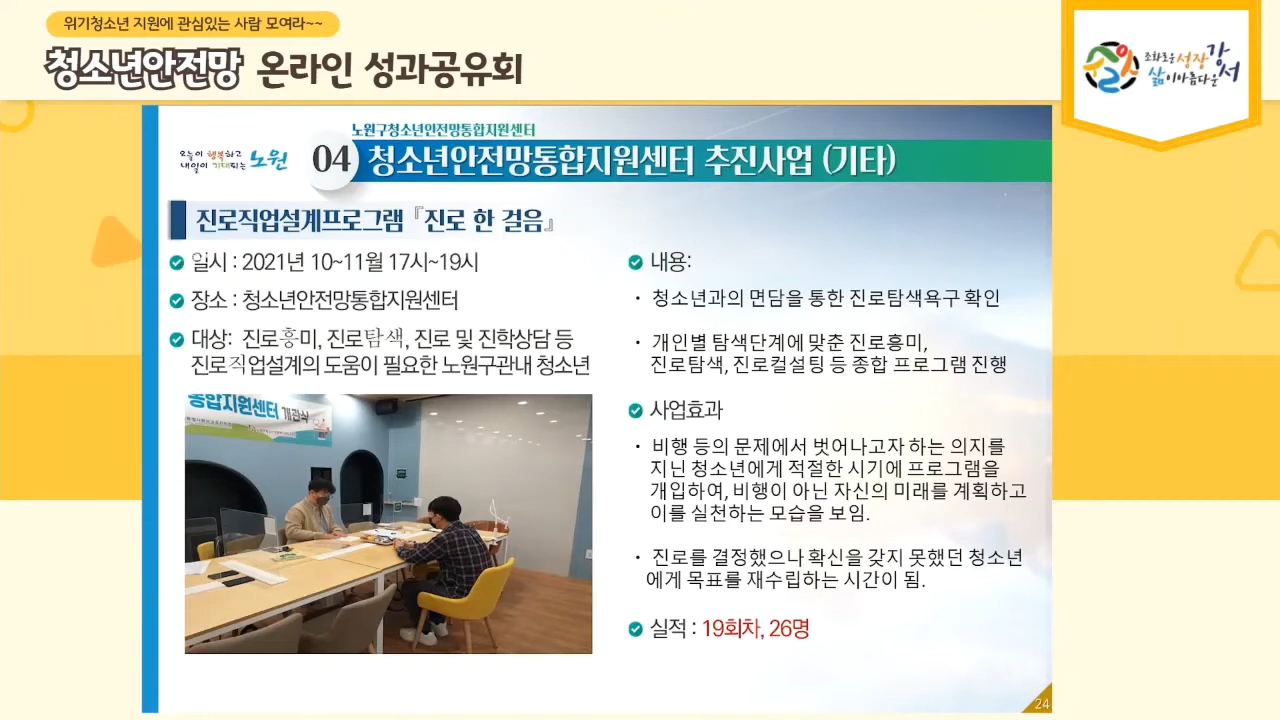 위기청소년 지원에 관심있는 사람 모여라~~
청소년안전망 온라인 성과공유회
조화로운 성장 강서
삶이 아름다운
노원구청소년안전망통합지원센터
오늘이 행복하고
내일이 기대되는 노원
04 청소년안전망통합지원센터 추진사업 (기타)
진로직업설계프로그램 『진로 한 걸음』
일시 : 2021년 10~11월 17시~19시
장소 : 청소년안전망통합지원센터
대상: 진로흥미, 진로탐색, 진로 및 진학상담 등
진로직업설계의 도움이 필요한 노원구관내 청소년
통합지원센터 개관식
내용:
· 청소년과의 면담을 통한 진로탐색욕구 확인
· 개인별 탐색단계에 맞춘 진로흥미,
진로탐색, 진로컬설팅 등 종합 프로그램 진행
사업효과
· 비행 등의 문제에서 벗어나고자 하는 의지를
지닌 청소년에게 적절한 시기에 프로그램을
개입하여, 비행이 아닌 자신의 미래를 계획하고
이를 실천하는 모습을 보임.
· 진로를 결정했으나 확신을 갖지 못했던 청소년
에게 목표를 재수립하는 시간이 됨.
실적 : 19회차, 26명
24